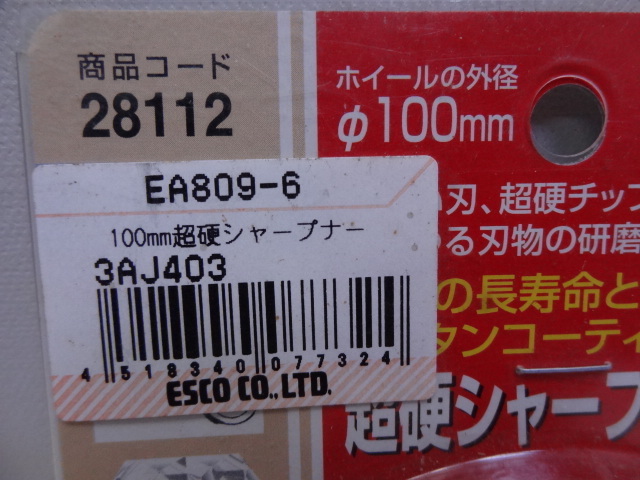 商品コード
28112
ホイールの外径
φ100mm
EA809-6
100mm超硬シャープナー
3AJ403
4518340077324
ESCO CO.,LTD.
刃、超硬チップ
る刃物の研磨
の長寿命と
タンコーティ
超硬シャープ